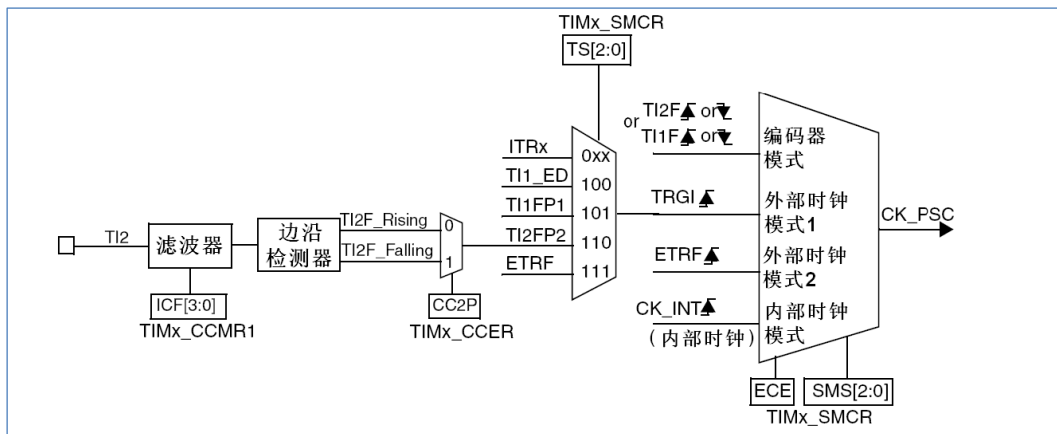 TIMx_SMCR
TS[2:0]
or TI2F or
TI1F or
编码器
模式
ITRx
0xx
TI1_ED
100
TI1FP1
101
TRGI
外部时钟
模式1
CK_PSC
TI2
滤波器
边沿
检测器
TI2F_Rising
0
TI2F_Falling
1
TI2FP2
110
ETRF
111
ETRF
外部时钟
模式2
ICF[3:0]
TIMx_CCMR1
CC2P
TIMx_CCER
CK_INT
(内部时钟)
内部时钟
模式
ECE
SMS[2:0]
TIMx_SMCR